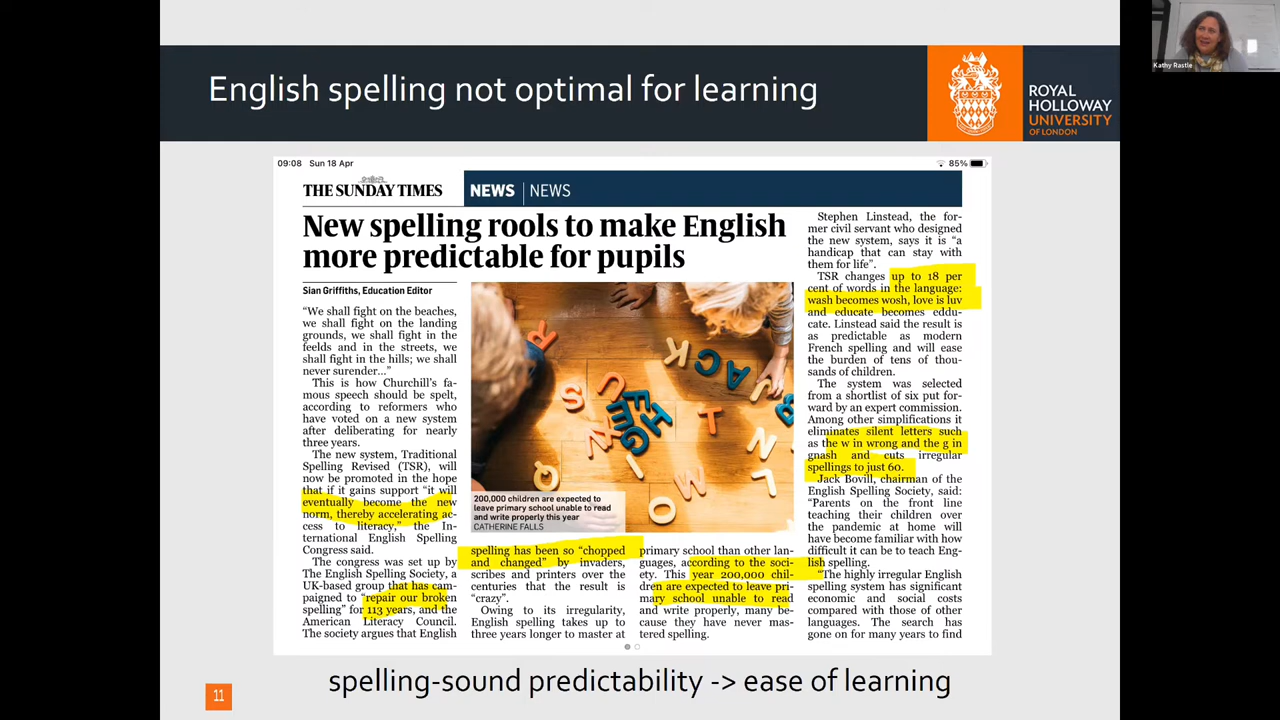 English spelling not optimal for learning
ROYAL
HOLLOWAY
UNIVERSITY
OF LONDON
Kathy Rastle
09:08 Sun 18 Apr
85%
THE SUNDAY TIMES
NEWS | NEWS
New spelling rools to make English
more predictable for pupils
Sian Griffiths, Education Editor
“We shall fight on the beaches,
we shall fight on the landing
grounds, we shall fight in the
feelds and in the streets, we
shall fight in the hills; we shall
never surender...”
This is how Churchill’s fa-
mous speech should be spelt,
according to reformers who
have voted on a new system
after deliberating for nearly
three years.
The new system, Traditional
Spelling Revised (TSR), will
now be promoted in the hope
that if it gains support “it will
eventually become the new
norm, thereby accelerating ac-
cess to literacy,” the In-
ternational English Spelling
Congress said.
The congress was set up by
The English Spelling Society, a
UK-based group that has cam-
paigned to “repair our broken
spelling” for 113 years, and the
American Literacy Council.
The society argues that English
200,000 children are expected to
leave primary school unable to read
and write properly this year
CATHERINE FALLS
spelling has been so “chopped
and changed” by invaders,
scribes and printers over the
centuries that the result is
“crazy”.
Owing to its irregularity,
English spelling takes up to
three years longer to master at
primary school than other lan-
guages, according to the soci-
ety. This year 200,000 chil-
dren are expected to leave pri-
mary school unable to read
and write properly, many be-
cause they have never mas-
tered spelling.
Stephen Linstead, the for-
mer civil servant who designed
the new system, says it is “a
handicap that can stay with
them for life”.
TSR changes up to 18 per
cent of words in the language:
wash becomes wosh, love is luv
and educate becomes eddu-
cate. Linstead said the result is
as predictable as modern
French spelling and will ease
the burden of tens of thou-
sands of children.
The system was selected
from a shortlist of six put for-
ward by an expert commission.
Among other simplifications it
eliminates silent letters such
as the w in wrong and the g in
gnash and cuts irregular
spellings to just 60.
Jack Bovill, chairman of the
English Spelling Society, said:
“Parents on the front line
teaching their children over
the pandemic at home will
have become familiar with how
difficult it can be to teach Eng-
lish spelling.
“The highly irregular English
spelling system has significant
economic and social costs
compared with those of other
languages. The search has
gone on for many years to find
spelling-sound predictability -> ease of learning
11